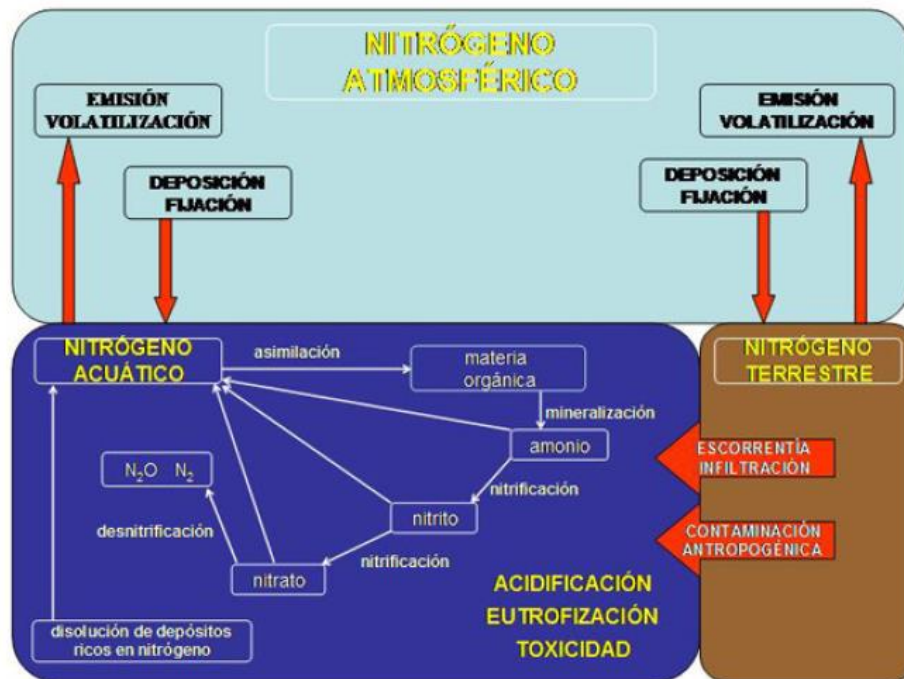 NITRÓGENO
ATMOSFÉRICO
EMISIÓN
VOLATILIZACIÓN
EMISIÓN
VOLATILIZACIÓN
DEPOSICIÓN
FIJACIÓN
DEPOSICIÓN
FIJACIÓN
NITRÓGENO
ACUÁTICO
asimilación
materia
orgánica
mineralización
amonio
nitrificación
nitrito
nitrificación
nitrato
desnitrificación
N₂O N₂
disolución de depósitos
ricos en nitrógeno
ACIDIFICACIÓN
EUTROFIZACIÓN
TOXICIDAD
NITRÓGENO
TERRESTRE
ESCORRENTÍA
INFILTRACIÓN
CONTAMINACIÓN
ANTROPOGÉNICA